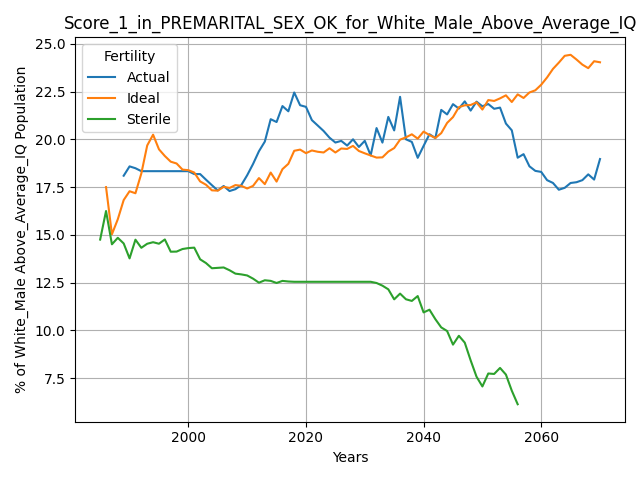 Score_1_in_PREMARITAL_SEX_OK_for_White_Male_Above_Average_IQ
% of White_Male Above_Average_IQ Population
25.0
22.5
20.0
17.5
15.0
12.5
10.0
7.5
Fertility
Actual
Ideal
Sterile
2000
2020
2040
2060
Years